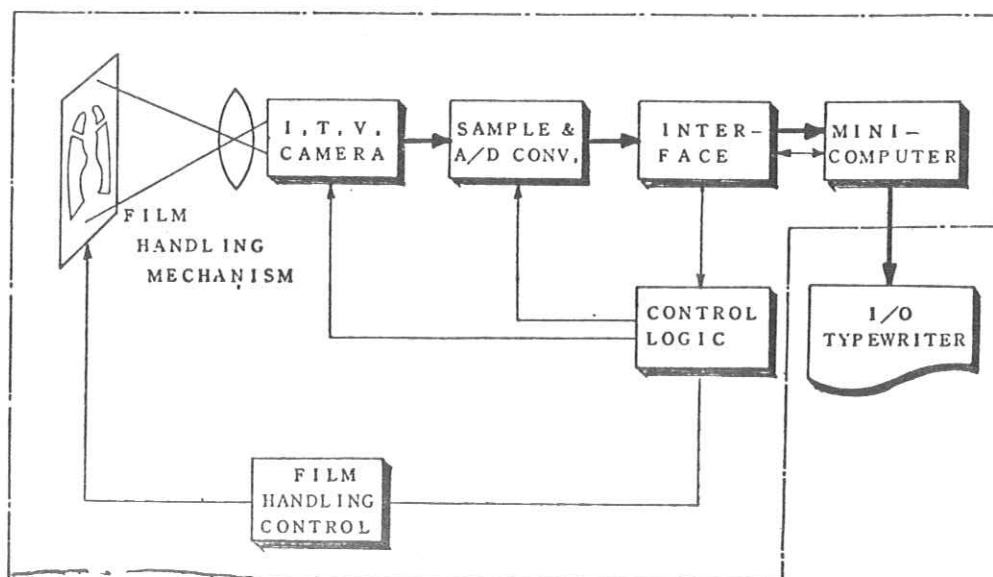 I.T.V.
CAMERA
SAMPLE &
A/D CONV.
INTER-
FACE
MINI-
COMPUTER
FILM
HANDLING
MECHANISM
CONTROL
LOGIC
I/O
TYPEWRITER
FILM
HANDLING
CONTROL